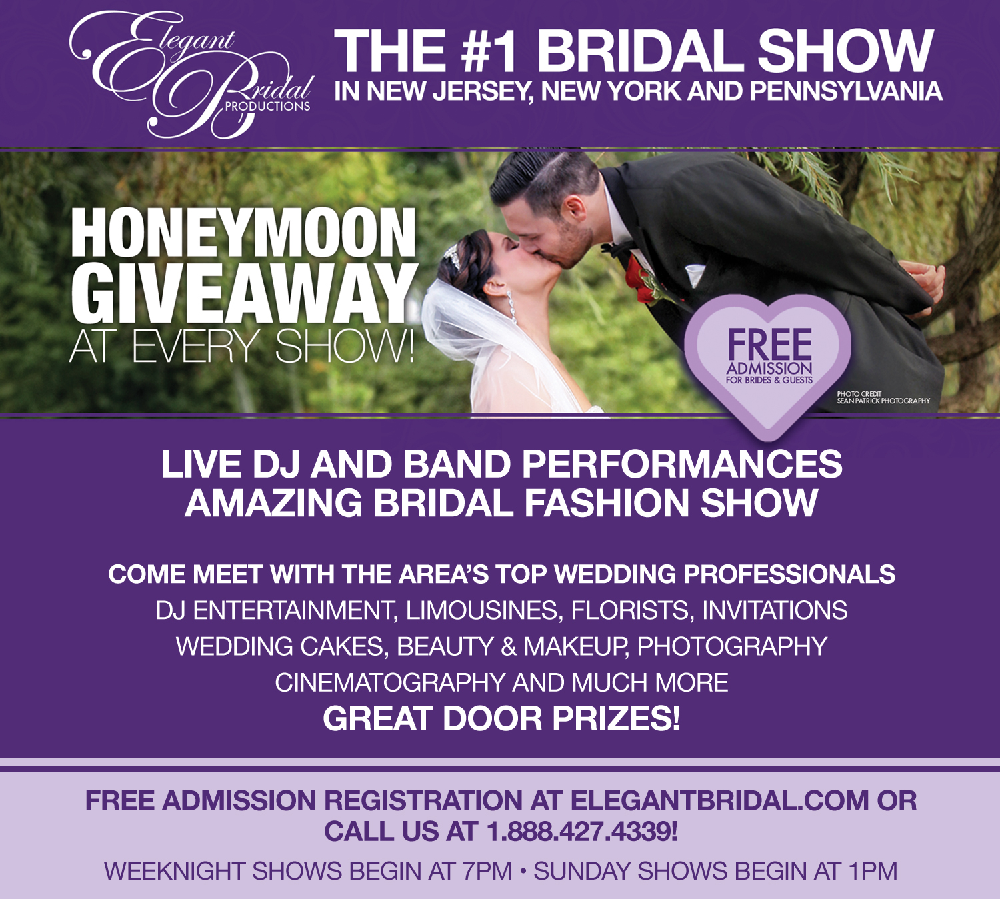 Elegant
Bridal
PRODUCTIONS
THE #1 BRIDAL SHOW
IN NEW JERSEY, NEW YORK AND PENNSYLVANIA
HONEYMOON
GIVEAWAY
AT EVERY SHOW!
FREE
ADMISSION
FOR BRIDES & GUESTS
PHOTO CREDIT
SEAN PATRICK PHOTOGRAPHY
LIVE DJ AND BAND PERFORMANCES
AMAZING BRIDAL FASHION SHOW
COME MEET WITH THE AREA’S TOP WEDDING PROFESSIONALS
DJ ENTERTAINMENT, LIMOUSINES, FLORISTS, INVITATIONS
WEDDING CAKES, BEAUTY & MAKEUP, PHOTOGRAPHY
CINEMATOGRAPHY AND MUCH MORE
GREAT DOOR PRIZES!
FREE ADMISSION REGISTRATION AT ELEGANTBRIDAL.COM OR
CALL US AT 1.888.427.4339!
WEEKNIGHT SHOWS BEGIN AT 7PM • SUNDAY SHOWS BEGIN AT 1PM